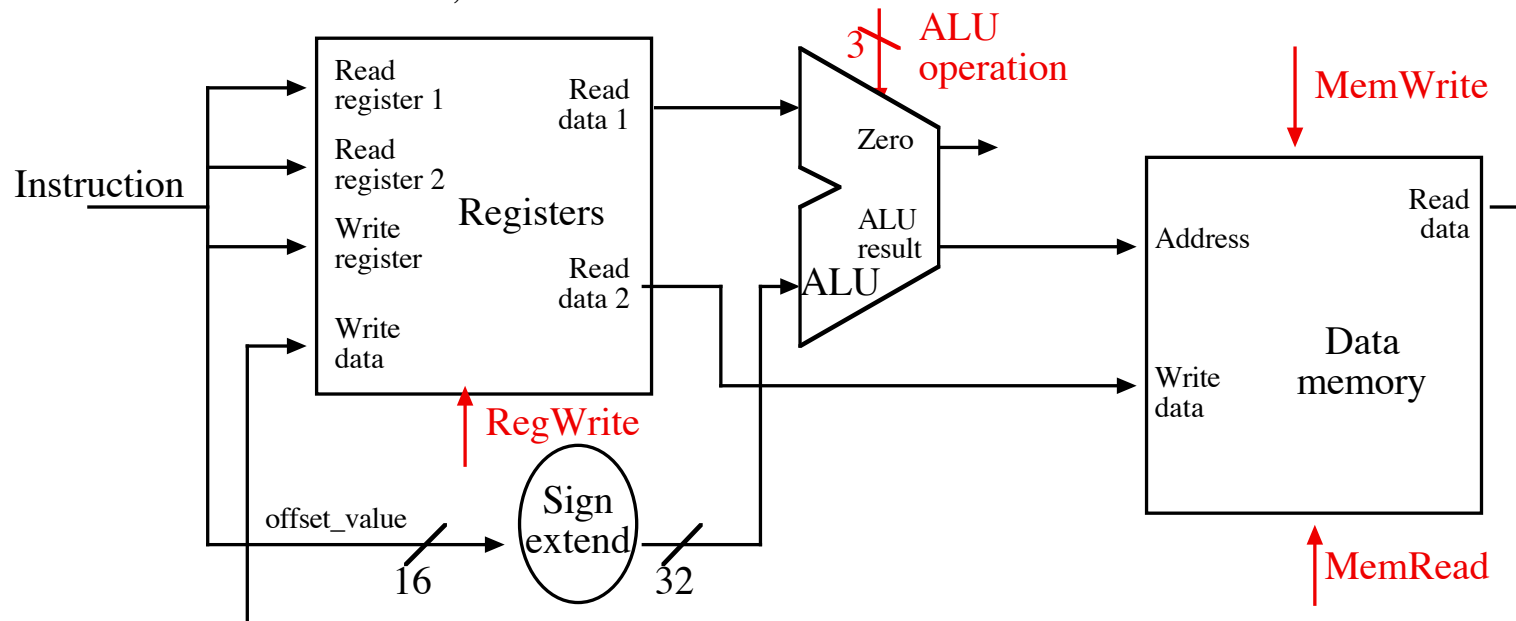 Instruction
Read
register 1
Read
register 2
Write
register
Write
data
Read
data 1
Registers
Read
data 2
RegWrite
offset_value
16
Sign
extend
32
3
ALU
operation
Zero
ALU
result
ALU
MemWrite
Address
Read
data
Write
data
Data
memory
MemRead